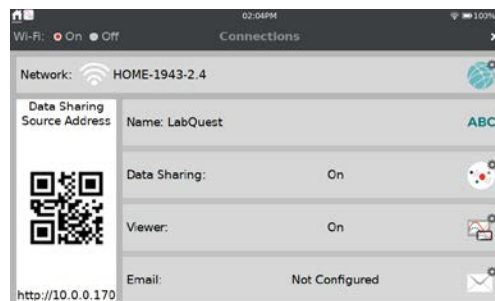 02:04PM
100%
Wi-Fi: On Off
Connections
Network: HOME-1943-2.4
Data Sharing
Source Address
Name: LabQuest
ABC
Data Sharing: On
Viewer: On
Email: Not Configured
http://10.0.0.170